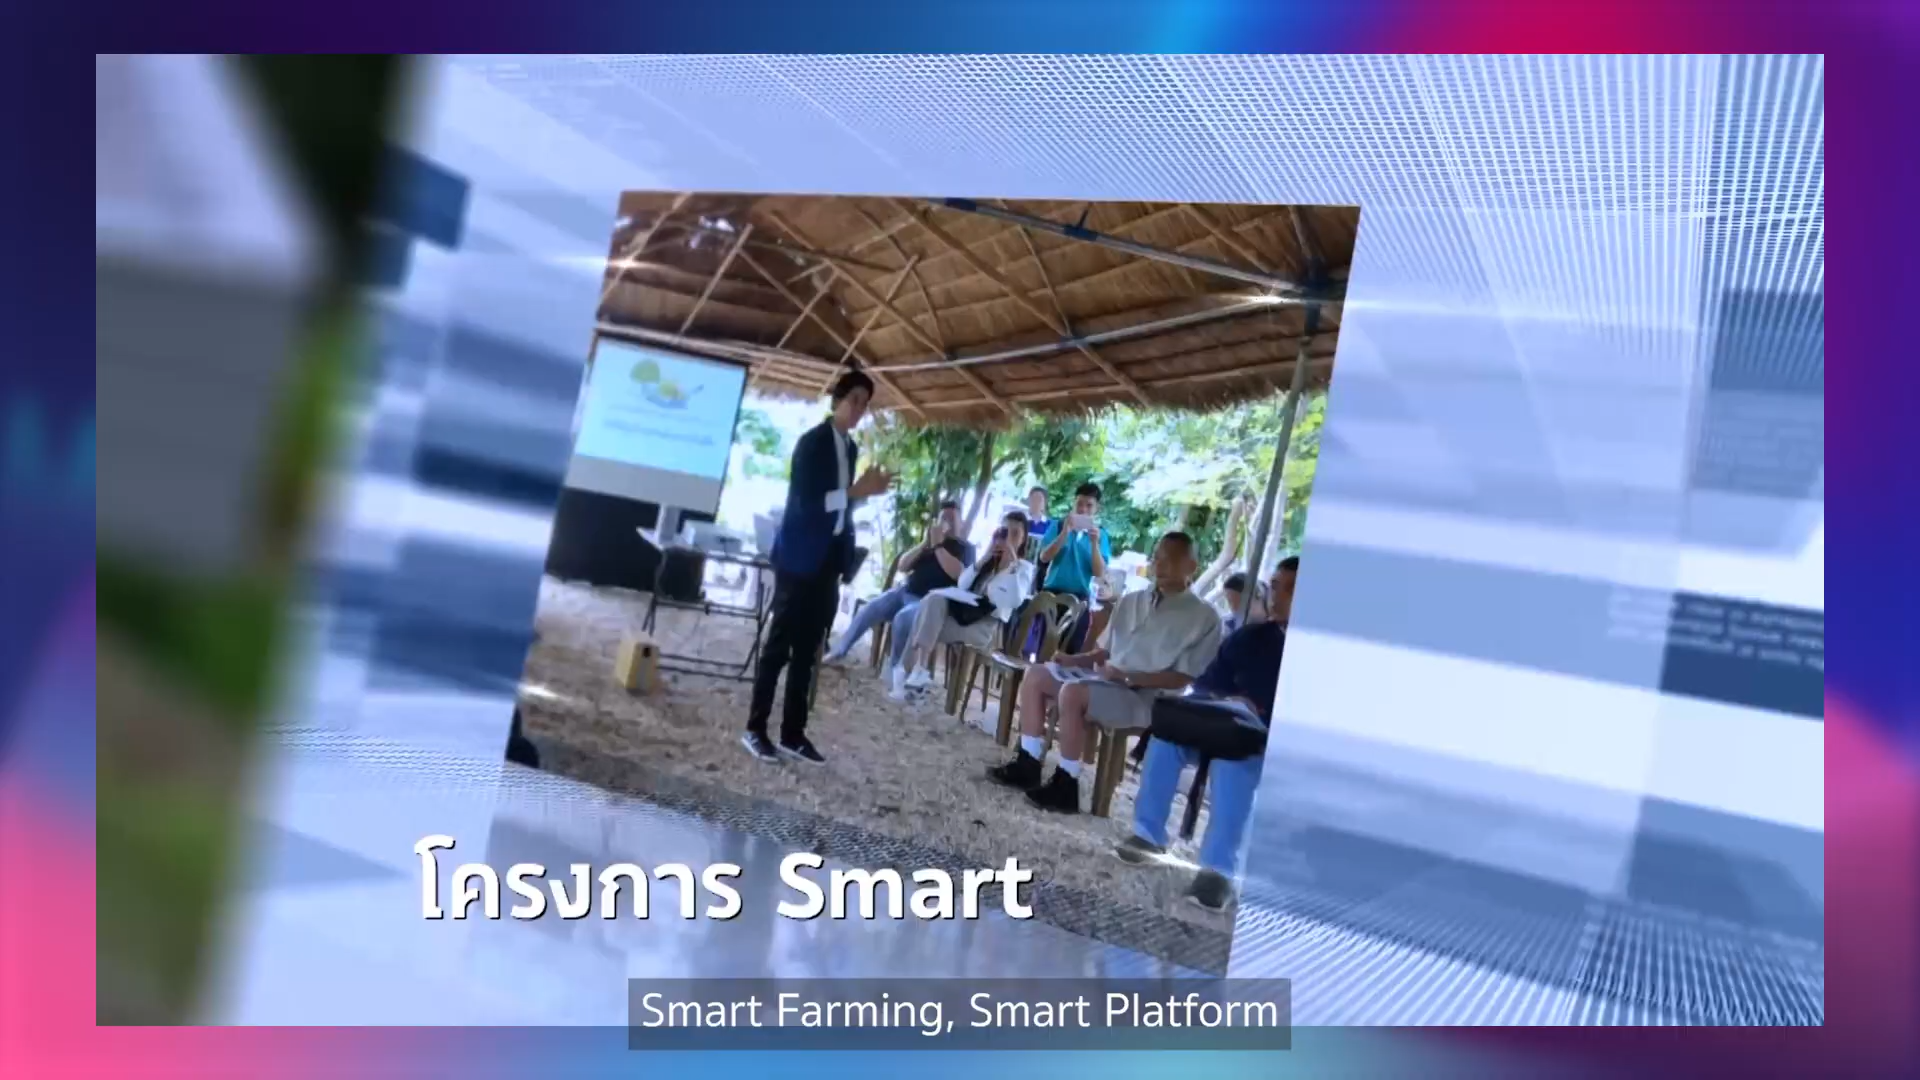 โครงการ Smart
Smart Farming, Smart Platform